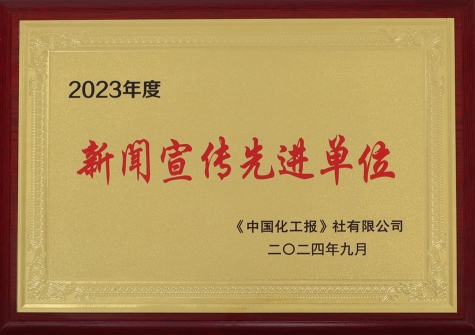 2023年度
新闻宣传先进单位
《中国化工报》社有限公司
二〇二四年九月